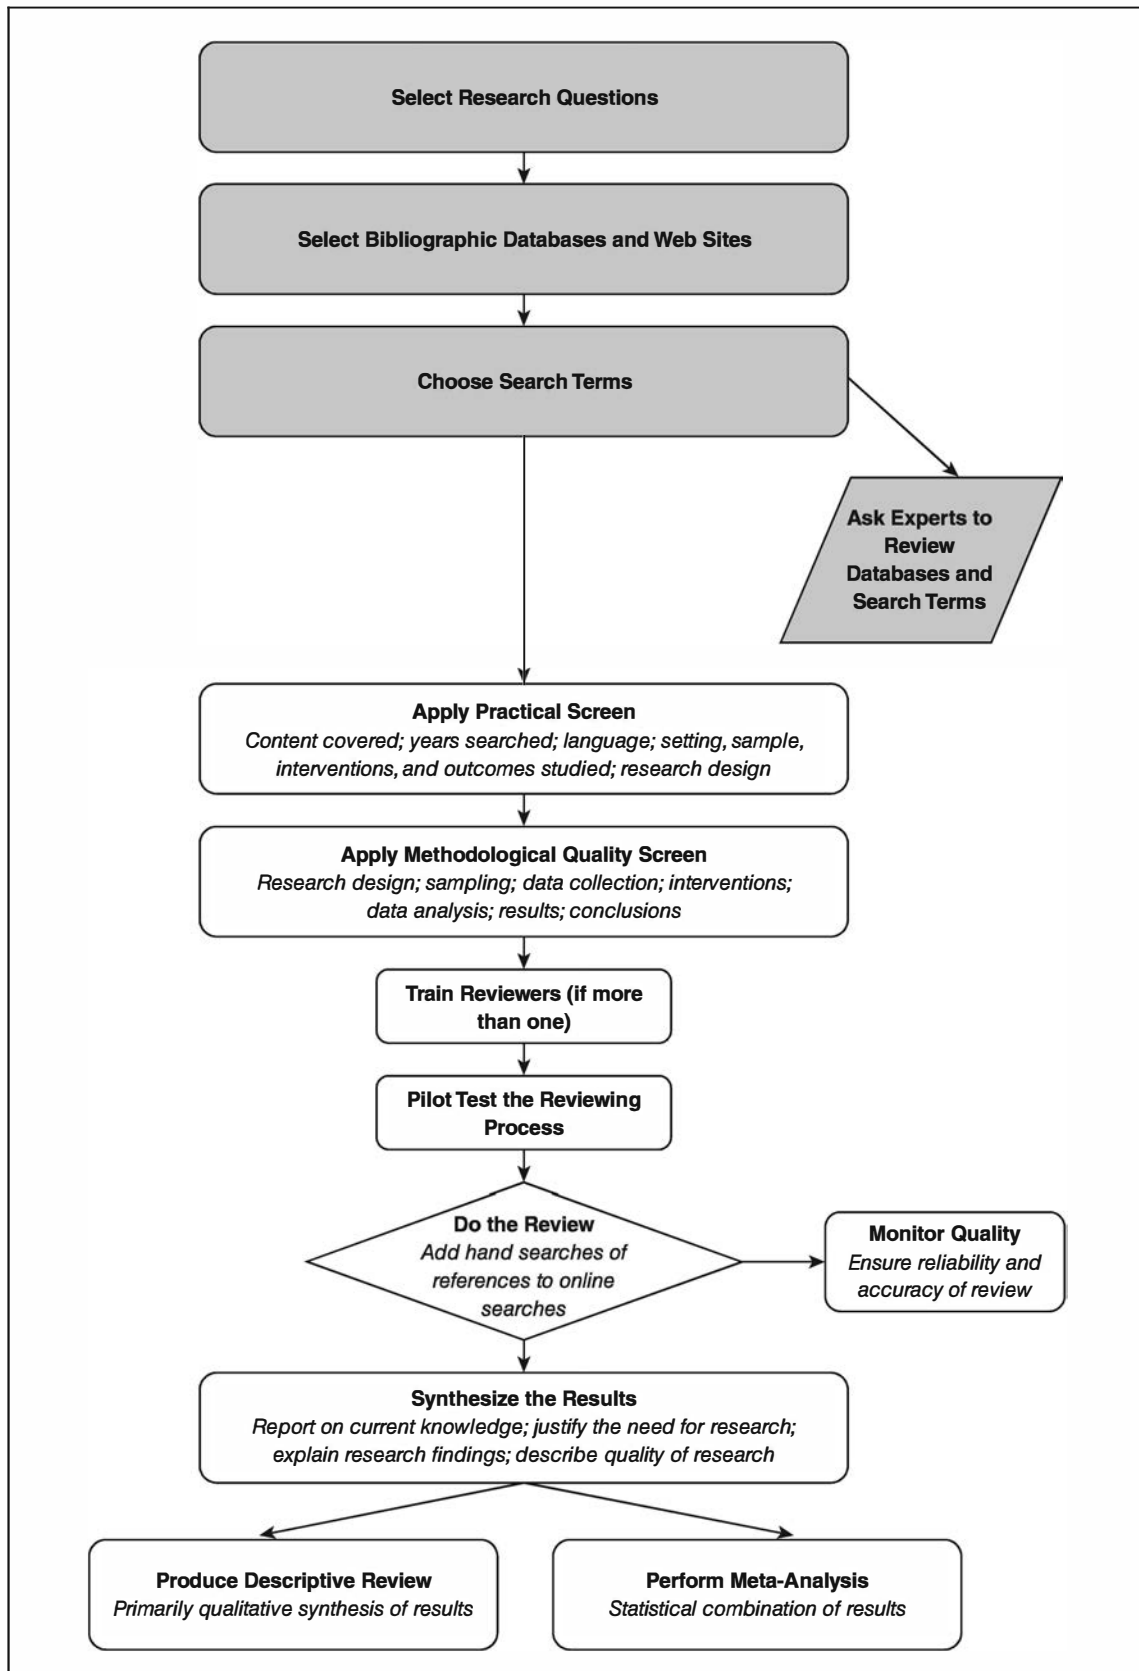 Select Research Questions
Select Bibliographic Databases and Web Sites
Choose Search Terms
Ask Experts to
Review
Databases and
Search Terms
Apply Practical Screen
Content covered; years searched; language; setting, sample,
interventions, and outcomes studied; research design
Apply Methodological Quality Screen
Research design; sampling; data collection; interventions;
data analysis; results; conclusions
Train Reviewers (if more
than one)
Pilot Test the Reviewing
Process
Do the Review
Add hand searches of
references to online
searches
Monitor Quality
Ensure reliability and
accuracy of review
Synthesize the Results
Report on current knowledge; justify the need for research;
explain research findings; describe quality of research
Produce Descriptive Review
Primarily qualitative synthesis of results
Perform Meta-Analysis
Statistical combination of results